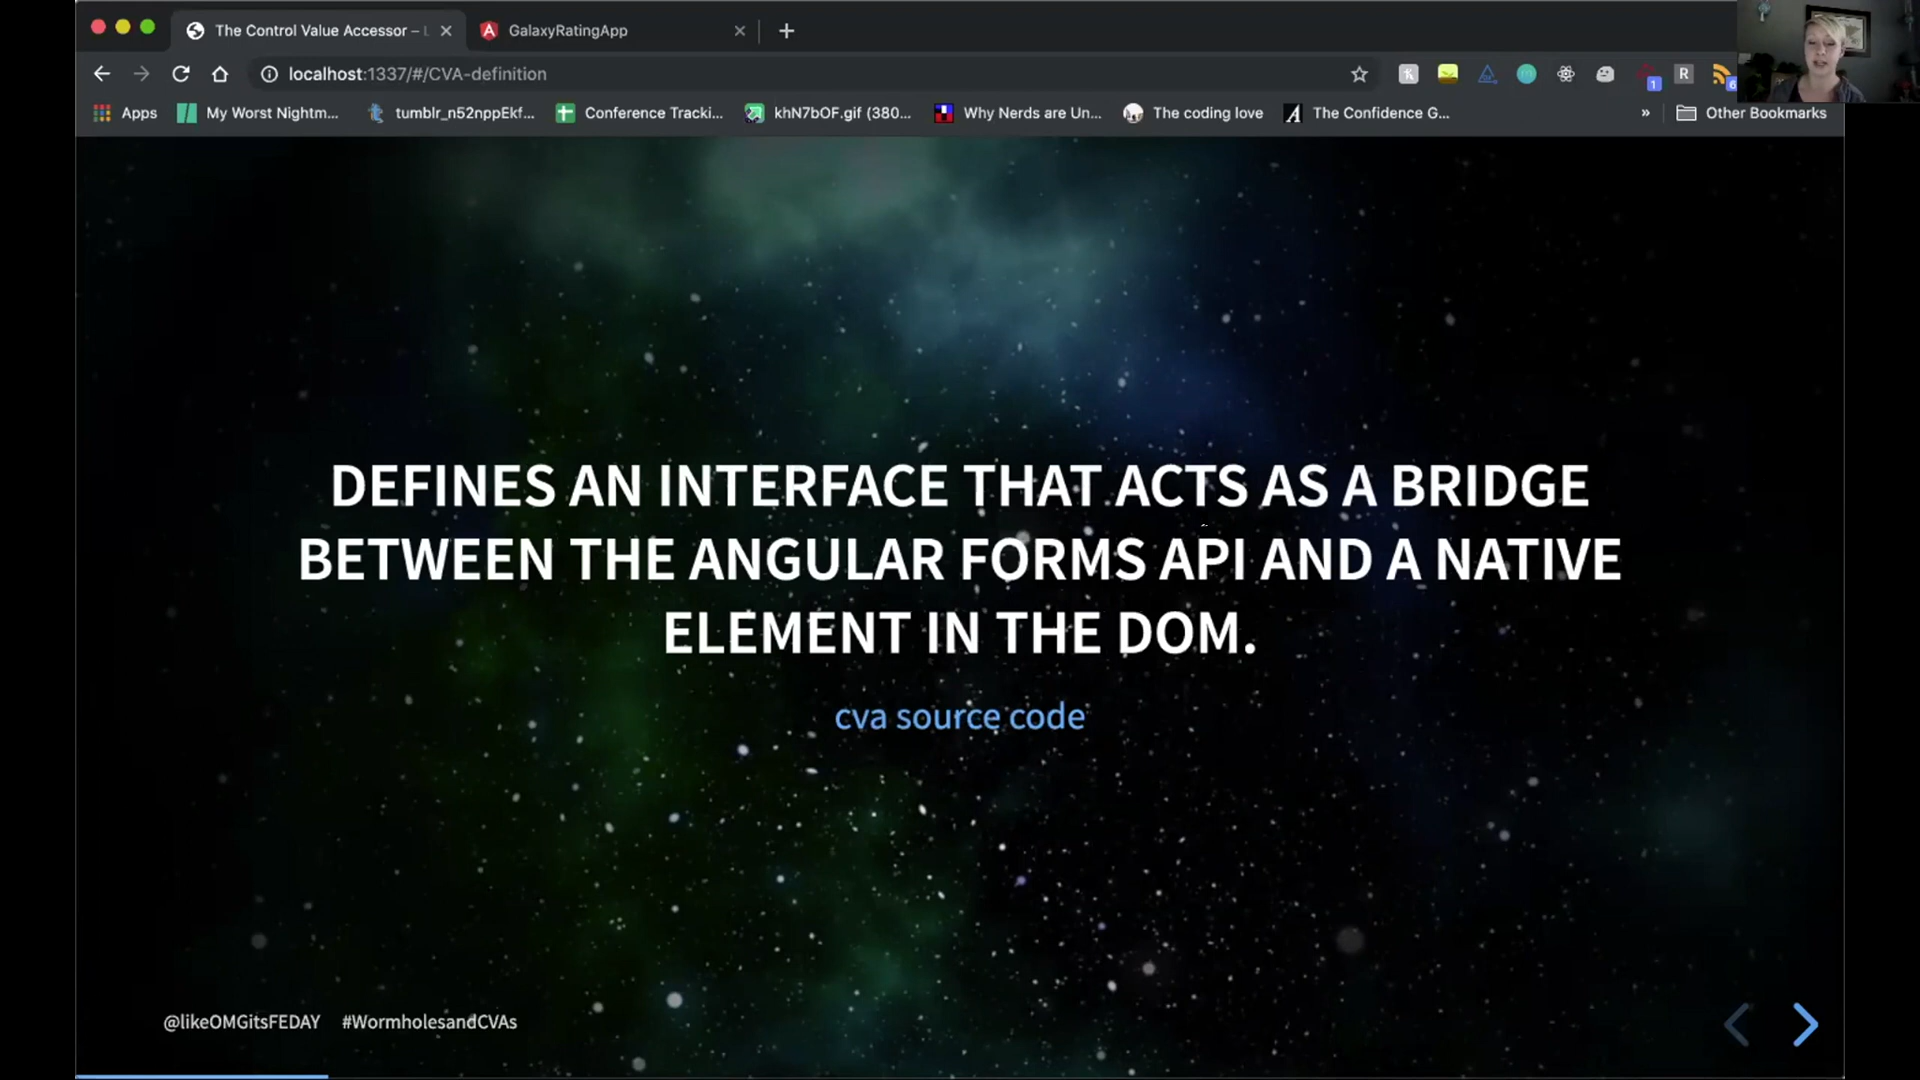 The Control Value Accessor – L
GalaxyRatingApp
localhost:1337/#/CVA-definition
R
1
6
Apps
My Worst Nightm...
tumblr_n52nppEkf...
Conference Tracki...
khN7bOF.gif (380...
Why Nerds are Un...
The coding love
The Confidence G...
»
Other Bookmarks
DEFINES AN INTERFACE THAT ACTS AS A BRIDGE
BETWEEN THE ANGULAR FORMS API AND A NATIVE
ELEMENT IN THE DOM.
cva source code
@likeOMGitsFEDAY #WormholesandCVAs